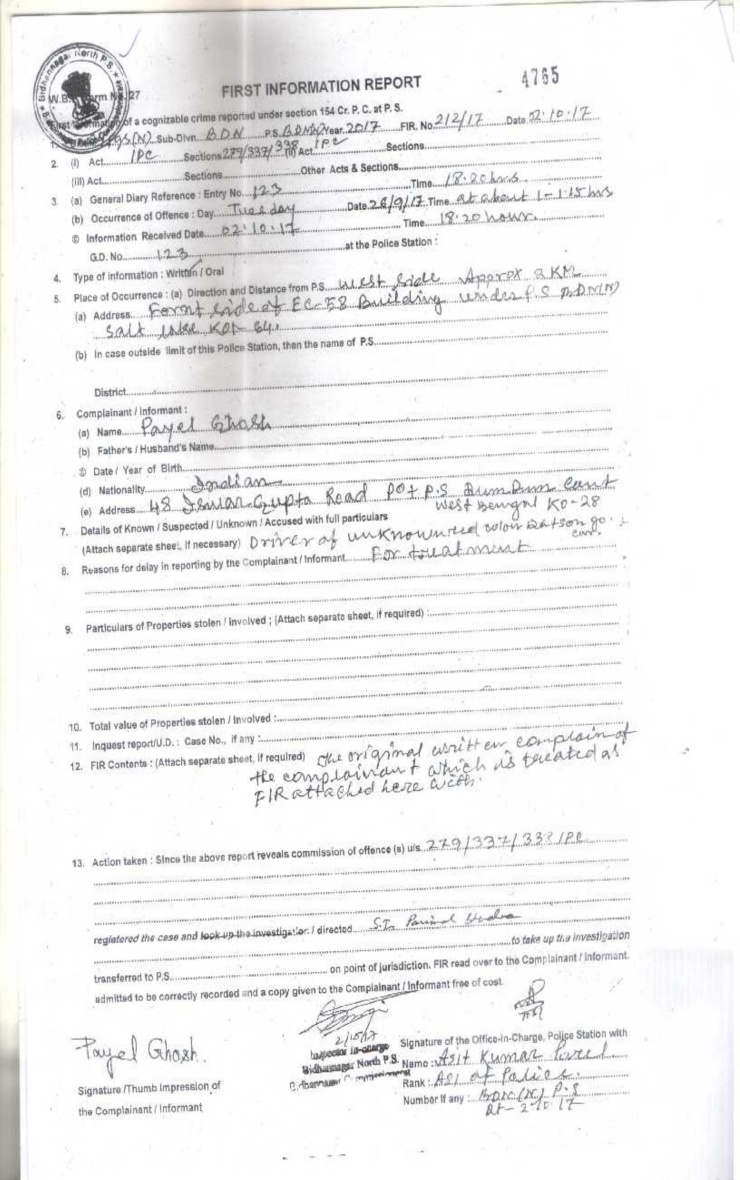 Bidhannagar North P.S.
W.B. Form No. 27
FIRST INFORMATION REPORT
4765
First Information of a cognizable crime reported under section 154 Cr. P. C. at P. S.
Sub-Divn. BDN P.S. BDN(N) Year 2017 FIR. No 212/17 Date 02.10.17
2. (I) Act IPC Sections 279/337/338 (II) Act IPC Sections
(III) Act Sections Other Acts & Sections
3 (a) General Diary Reference : Entry No. 123 Time 18.20 hrs
(b) Occurrence of Offence : Day Tuesday Date 26/9/17 Time at about 1-1.15 hrs
© Information Received Date 02.10.17 Time 18.20 hour.
G.D. No. 123 at the Police Station :
4. Type of information : Written / Oral
5. Place of Occurrence : (a) Direction and Distance from P.S. West Side Approx 2 KM
(a) Address Fornt side of EC-58 Building under P.S BDN(N)
Salt Lake Kol-64.
(b) In case outside limit of this Police Station, then the name of P.S.
District
6. Complainant / Informant :
(a) Name Payel Ghosh
(b) Father's / Husband's Name
© Date / Year of Birth
(d) Nationality Indian
(e) Address 48 Iswar Gupta Road PO+P.S Dum Dum Cant
West Bengal KO-28
7. Details of Known / Suspected / Unknown / Accused with full particulars
(Attach separate sheet, if necessary) Driver of unknown red colour Datson go car.
8. Reasons for delay in reporting by the Complainant / Informant For treatment
9. Particulars of Properties stolen / Involved ; (Attach separate sheet, if required) :
10. Total value of Properties stolen / Involved :
11. Inquest report/U.D. : Case No., if any :
12. FIR Contents : (Attach separate sheet, if required) The original written complain of
the complainant which is treated as
FIR attached here with.
13. Action taken : Since the above report reveals commission of offence (s) u/s 279/337/338 IPC
registered the case and took up the investigation / directed S.I. to take up the investigation
transferred to P.S. on point of jurisdiction. FIR read over to the Complainant / Informant.
admitted to be correctly recorded and a copy given to the Complainant / Informant free of cost.
2/10/17
Inspector in-charge
Bidhannagar North P.S.
Payel Ghosh.
Signature /Thumb Impression of
the Complainant / Informant
Signature of the Office-in-Charge, Police Station with
Name : Asit Kumar
Rank : ASI of Police.
Number if any : BDN(N) P.S
Dt- 2-10-17